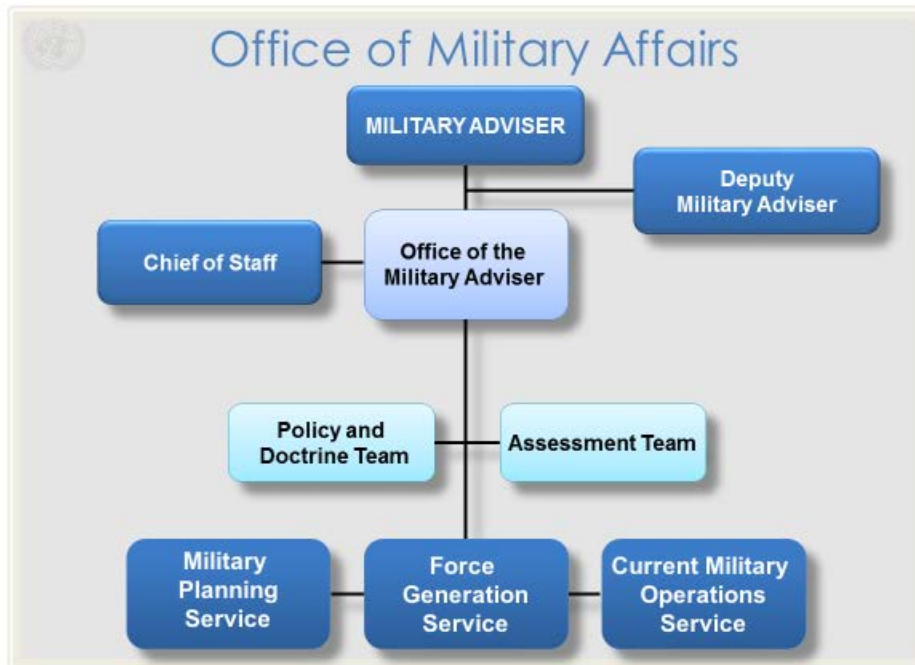 Office of Military Affairs
MILITARY ADVISER
Deputy
Military Adviser
Chief of Staff
Office of the
Military Adviser
Policy and
Doctrine Team
Assessment Team
Military
Planning
Service
Force
Generation
Service
Current Military
Operations
Service